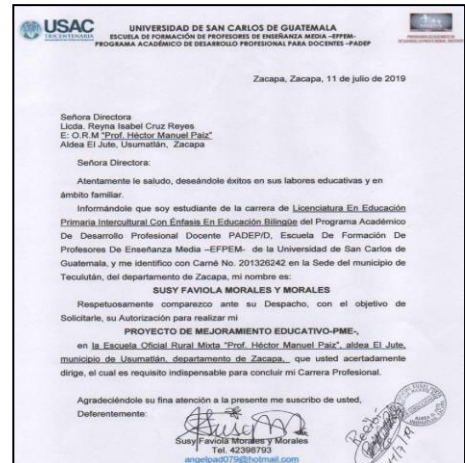 USAC
TRICENTENARIA
UNIVERSIDAD DE SAN CARLOS DE GUATEMALA
ESCUELA DE FORMACIÓN DE PROFESORES DE ENSEÑANZA MEDIA –EFPEM-
PROGRAMA ACADÉMICO DE DESARROLLO PROFESIONAL PARA DOCENTES –PADEP
Zacapa, Zacapa, 11 de julio de 2019
Señora Directora
Licda. Reyna Isabel Cruz Reyes
E: O.R.M "Prof. Héctor Manuel Paiz"
Aldea El Jute, Usumatlán, Zacapa
Señora Directora:
Atentamente le saludo, deseándole éxitos en sus labores educativas y en
ámbito familiar.
Informándole que soy estudiante de la carrera de Licenciatura En Educación
Primaria Intercultural Con Énfasis En Educación Bilingüe del Programa Académico
De Desarrollo Profesional Docente PADEP/D, Escuela De Formación De
Profesores De Enseñanza Media –EFPEM- de la Universidad de San Carlos de
Guatemala, y me identifico con Carné No. 201326242 en la Sede del municipio de
Teculután, del departamento de Zacapa, mi nombre es:
SUSY FAVIOLA MORALES Y MORALES
Respetuosamente comparezco ante su Despacho, con el objetivo de
Solicitarle, su Autorización para realizar mi
PROYECTO DE MEJORAMIENTO EDUCATIVO-PME-,
en la Escuela Oficial Rural Mixta "Prof. Héctor Manuel Paiz", aldea El Jute,
municipio de Usumatlán, departamento de Zacapa, que usted acertadamente
dirige, el cual es requisito indispensable para concluir mi Carrera Profesional.
Agradeciéndole su fina atención a la presente me suscribo de usted,
Deferentemente:
Susy Faviola Morales y Morales
Tel. 42398793
angelpad079@hotmail.com